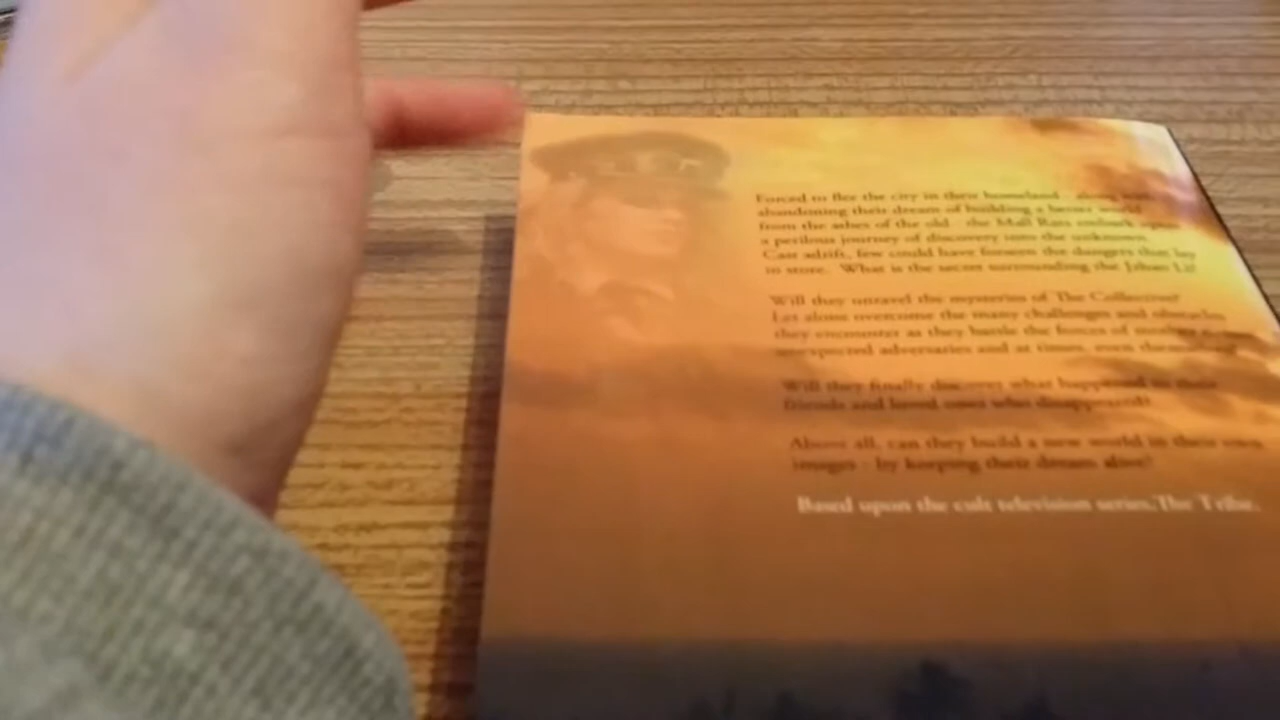 Forced to flee the city in their homeland - along with
abandoning their dream of building a better world
from the ashes of the old - the Mall Rats embark upon
a perilous journey of discovery into the unknown.
Cast adrift, few could have forseen the dangers that lay
in store. What is the secret surrounding the Jzhao Li?
Will they unravel the mysteries of The Collective?
Let alone overcome the many challenges and obstacles
they encounter as they battle the forces of
unexpected adversaries and at times, even
Will they finally discover what happened to their
friends and loved ones who disappeared?
Above all, can they build a new world in their own
images - by keeping their dream alive?
Based upon the cult television series, The Tribe.